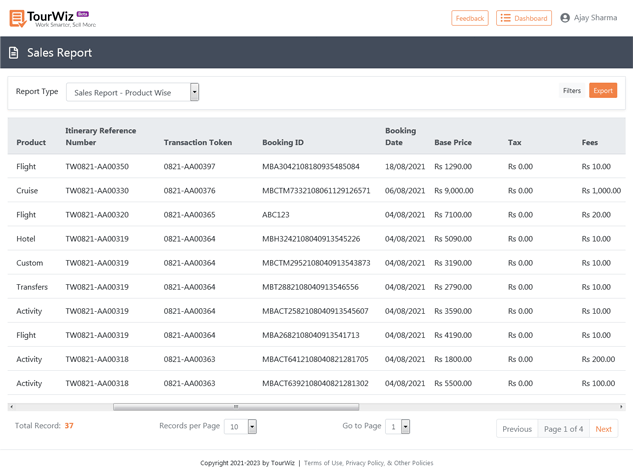 TourWiz Beta
Work Smarter, Sell More
Feedback
Dashboard
Ajay Sharma
Sales Report
Report Type
Sales Report - Product Wise
Filters
Export
Product Itinerary Reference Number Transaction Token Booking ID Booking Date Base Price Tax Fees
Flight TW0821-AA00350 0821-AA00397 MBA3042108180935485084 18/08/2021 Rs 1290.00 Rs 0.00 Rs 10.00
Cruise TW0821-AA00330 0821-AA00376 MBCTM7332108061129126571 06/08/2021 Rs 9,000.00 Rs 0.00 Rs 1,000.00
Flight TW0821-AA00320 0821-AA00365 ABC123 04/08/2021 Rs 7100.00 Rs 0.00 Rs 20.00
Hotel TW0821-AA00319 0821-AA00364 MBH3242108040913545226 04/08/2021 Rs 5090.00 Rs 0.00 Rs 10.00
Custom TW0821-AA00319 0821-AA00364 MBCTM2952108040913543873 04/08/2021 Rs 3190.00 Rs 0.00 Rs 10.00
Transfers TW0821-AA00319 0821-AA00364 MBT2882108040913546556 04/08/2021 Rs 2790.00 Rs 0.00 Rs 10.00
Activity TW0821-AA00319 0821-AA00364 MBACT2582108040913545607 04/08/2021 Rs 3590.00 Rs 0.00 Rs 10.00
Flight TW0821-AA00319 0821-AA00364 MBA2682108040913541713 04/08/2021 Rs 4190.00 Rs 0.00 Rs 10.00
Activity TW0821-AA00318 0821-AA00363 MBACT6412108040821281705 04/08/2021 Rs 1800.00 Rs 0.00 Rs 200.00
Activity TW0821-AA00318 0821-AA00363 MBACT6392108040821281302 04/08/2021 Rs 5500.00 Rs 0.00 Rs 100.00
Total Record: 37
Records per Page 10
Go to Page 1
Previous Page 1 of 4 Next
Copyright 2021-2023 by TourWiz | Terms of Use, Privacy Policy, & Other Policies